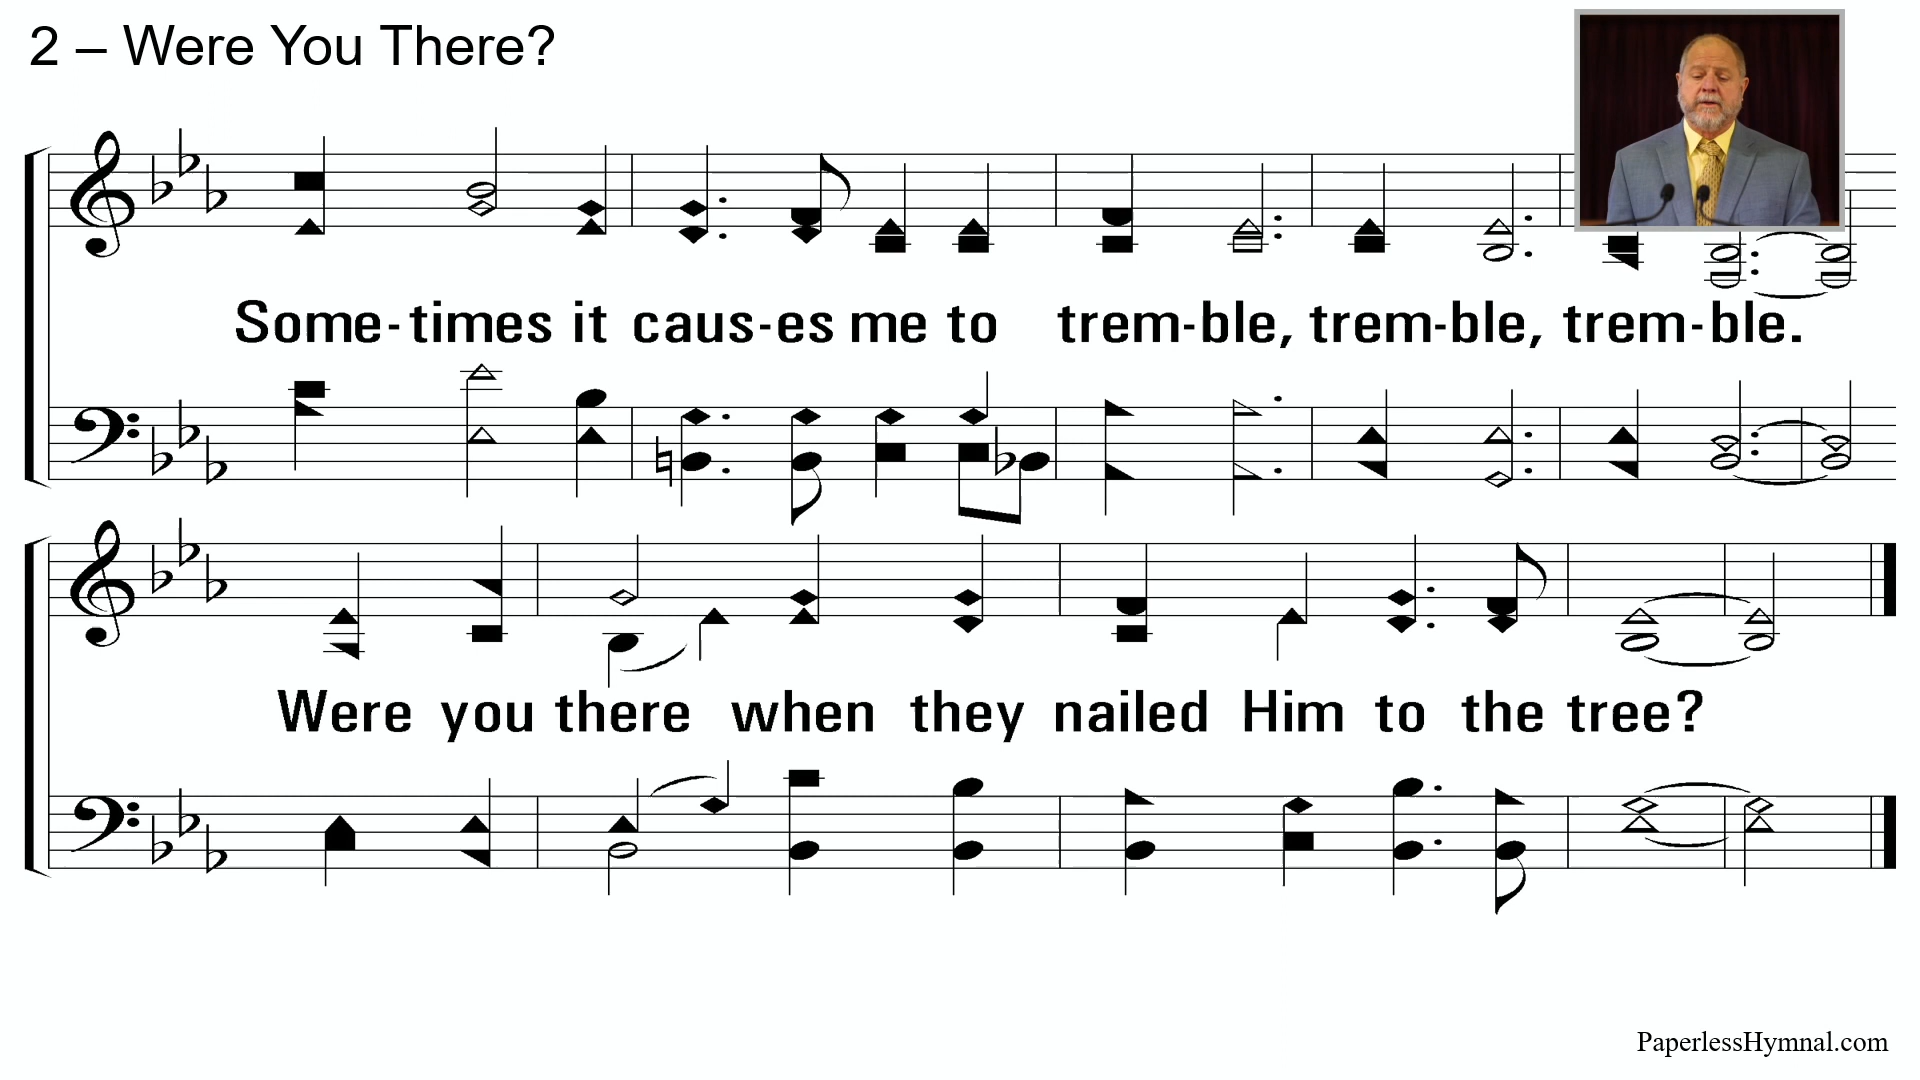 2 – Were You There?
Some-times it caus-es me to trem-ble, trem-ble, trem-ble.
Were you there when they nailed Him to the tree?
PaperlessHymnal.com